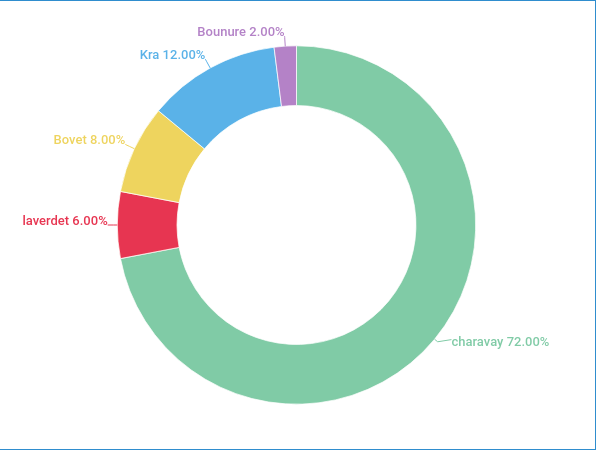 Bounure 2.00%
Kra 12.00%
Bovet 8.00%
laverdet 6.00%
charavay 72.00%